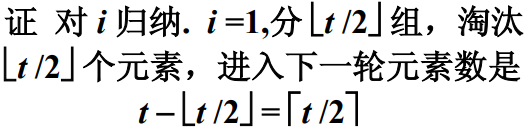 证 对 i 归纳. i =1,分⌊t /2⌋组，淘汰
⌊t /2⌋个元素，进入下一轮元素数是
t −⌊t /2⌋=⌈t /2⌉